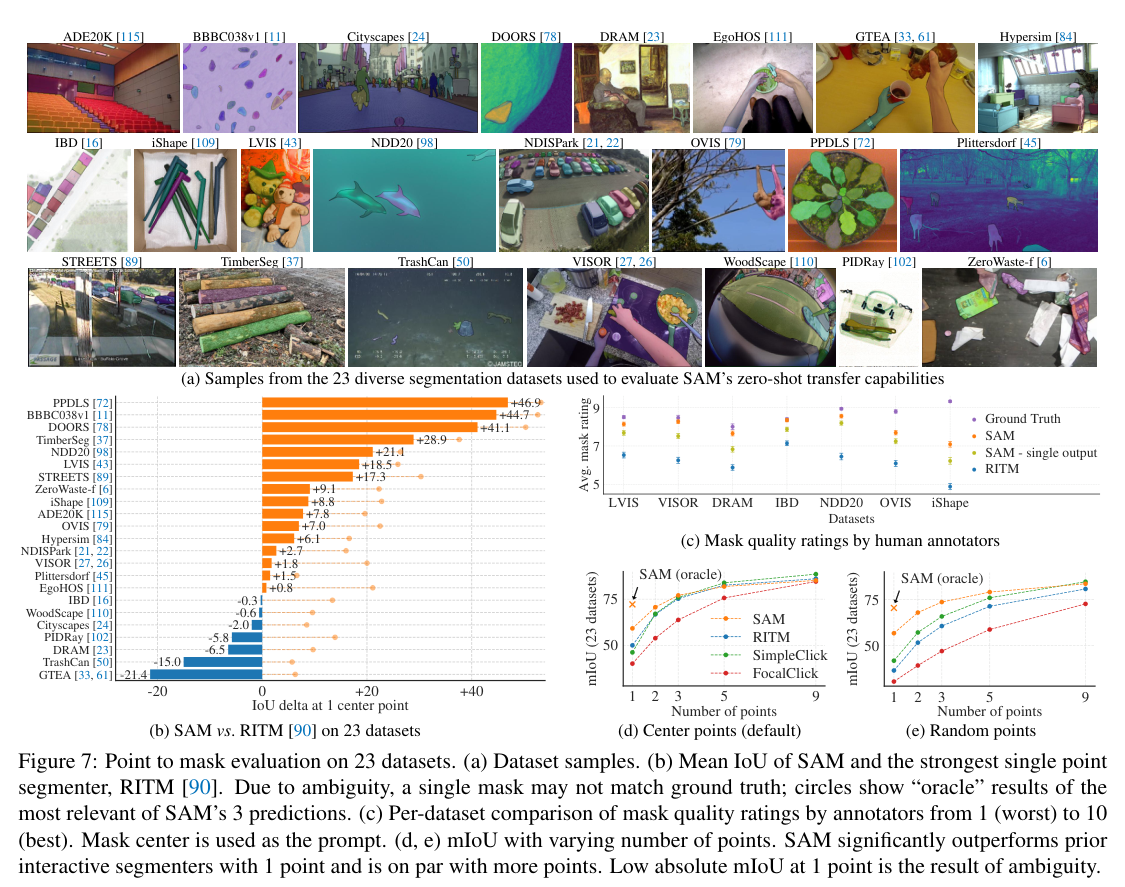 ADE20K [115] BBBC038v1 [11] Cityscapes [24] DOORS [78] DRAM [23] EgoHOS [111] GTEA [33, 61] Hypersim [84]
IBD [16] iShape [109] LVIS [43] NDD20 [98] NDISPark [21, 22] OVIS [79] PPDLS [72] Plittersdorf [45]
STREETS [89] TimberSeg [37] TrashCan [50] VISOR [27, 26] WoodScape [110] PIDRay [102] ZeroWaste-f [6]
©JAMSTEC
(a) Samples from the 23 diverse segmentation datasets used to evaluate SAM's zero-shot transfer capabilities
PPDLS [72] +46.9
BBBC038v1 [11] +44.7
DOORS [78] +41.1
TimberSeg [37] +28.9
NDD20 [98] +21.1
LVIS [43] +18.5
STREETS [89] +17.3
ZeroWaste-f [6] +9.1
iShape [109] +8.8
ADE20K [115] +7.8
OVIS [79] +7.0
Hypersim [84] +6.1
NDISPark [21, 22] +2.7
VISOR [27, 26] +1.8
Plittersdorf [45] +1.5
EgoHOS [111] +0.8
IBD [16] -0.3
WoodScape [110] -0.6
Cityscapes [24] -2.0
PIDRay [102] -5.8
DRAM [23] -6.5
TrashCan [50] -15.0
GTEA [33, 61] -21.4
-20 0 +20 +40
IoU delta at 1 center point
(b) SAM vs. RITM [90] on 23 datasets
Avg. mask rating
9
7
5
Ground Truth
SAM
SAM - single output
RITM
LVIS VISOR DRAM IBD NDD20 OVIS iShape
Datasets
(c) Mask quality ratings by human annotators
mIoU (23 datasets)
75
50
SAM (oracle)
SAM
RITM
SimpleClick
FocalClick
1 2 3 5 9
Number of points
(d) Center points (default)
mIoU (23 datasets)
75
50
SAM (oracle)
1 2 3 5 9
Number of points
(e) Random points
Figure 7: Point to mask evaluation on 23 datasets. (a) Dataset samples. (b) Mean IoU of SAM and the strongest single point
segmenter, RITM [90]. Due to ambiguity, a single mask may not match ground truth; circles show “oracle” results of the
most relevant of SAM's 3 predictions. (c) Per-dataset comparison of mask quality ratings by annotators from 1 (worst) to 10
(best). Mask center is used as the prompt. (d, e) mIoU with varying number of points. SAM significantly outperforms prior
interactive segmenters with 1 point and is on par with more points. Low absolute mIoU at 1 point is the result of ambiguity.